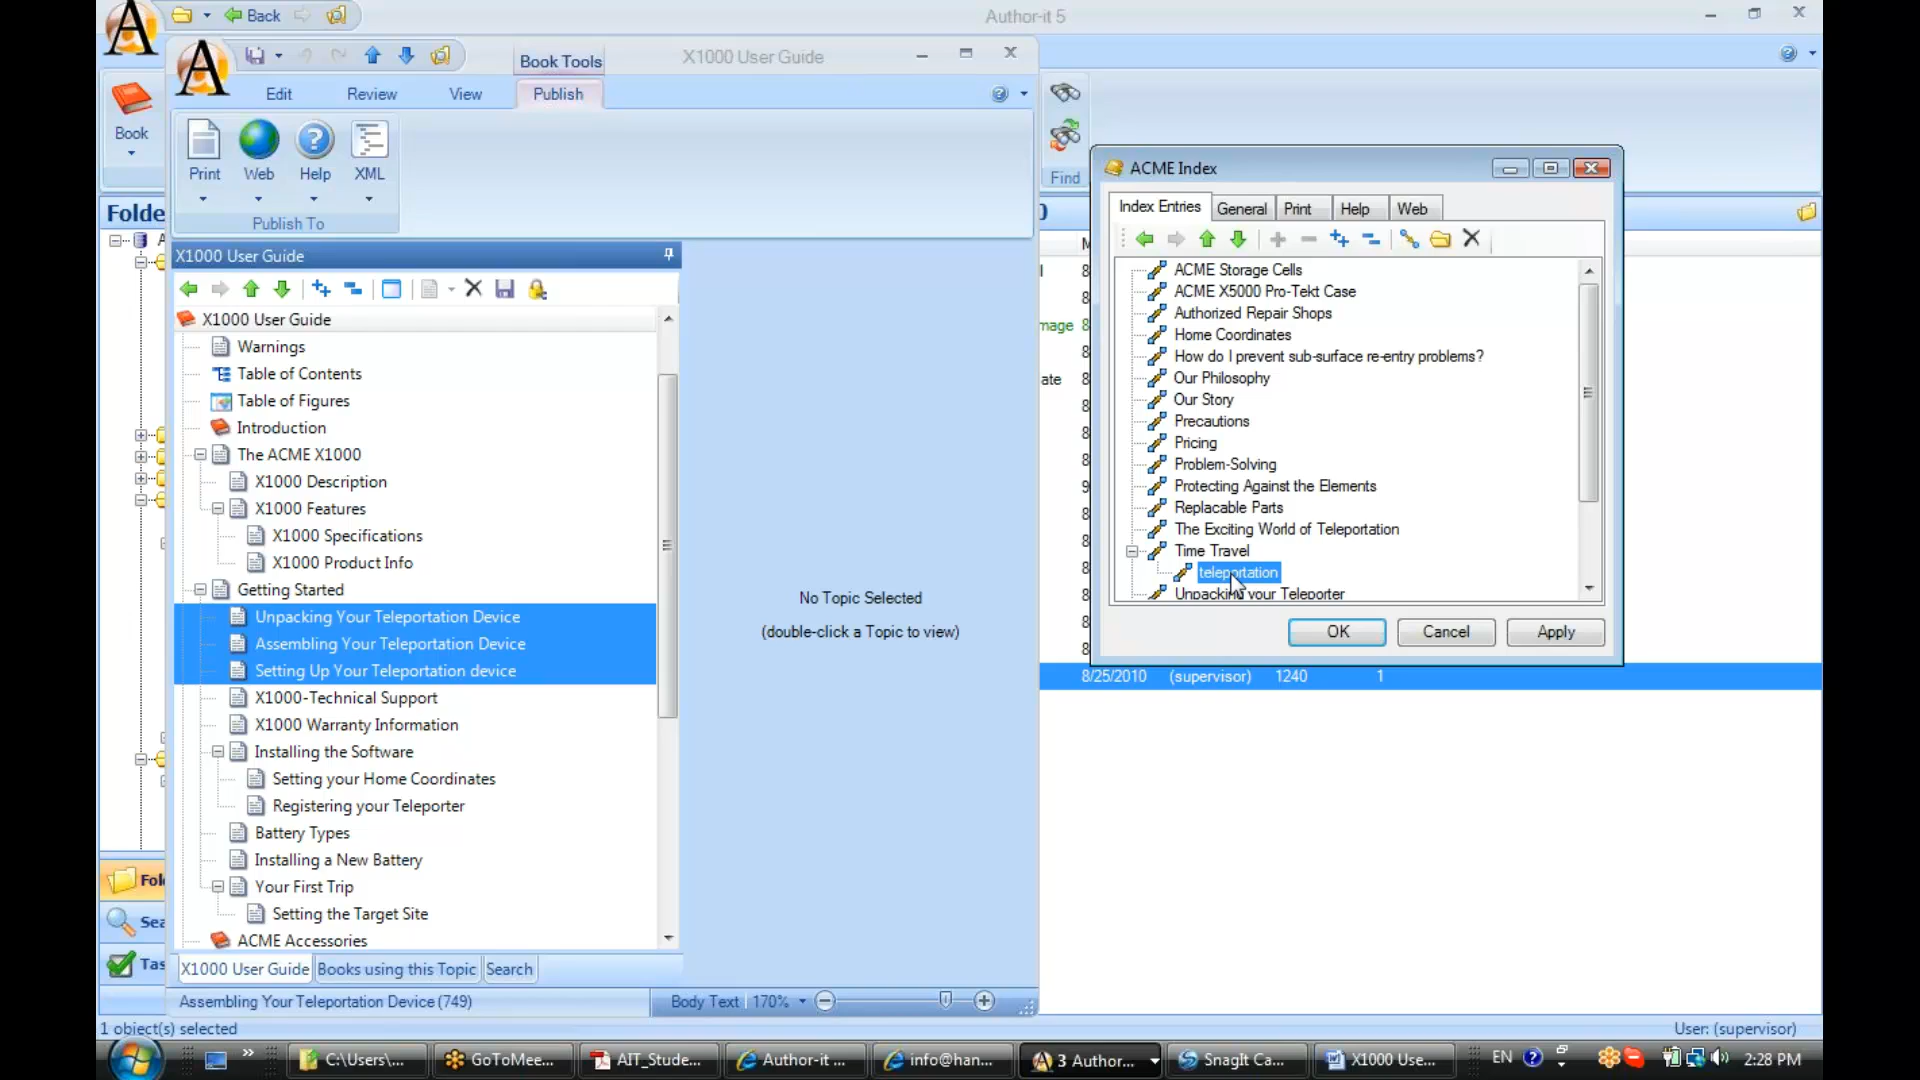 Back
Author-it 5
Book Tools
X1000 User Guide
Edit
Review
View
Publish
Book
Print
Web
Help
XML
Publish To
Find
Folde
X1000 User Guide
X1000 User Guide
Warnings
Table of Contents
Table of Figures
Introduction
The ACME X1000
X1000 Description
X1000 Features
X1000 Specifications
X1000 Product Info
Getting Started
Unpacking Your Teleportation Device
Assembling Your Teleportation Device
Setting Up Your Teleportation device
X1000-Technical Support
X1000 Warranty Information
Installing the Software
Setting your Home Coordinates
Registering your Teleporter
Battery Types
Installing a New Battery
Your First Trip
Setting the Target Site
ACME Accessories
X1000 User Guide
Books using this Topic
Search
Assembling Your Teleportation Device (749)
Body Text
170%
No Topic Selected
(double-click a Topic to view)
ACME Index
Index Entries
General
Print
Help
Web
ACME Storage Cells
ACME X5000 Pro-Tekt Case
Authorized Repair Shops
Home Coordinates
How do I prevent sub-surface re-entry problems?
Our Philosophy
Our Story
Precautions
Pricing
Problem-Solving
Protecting Against the Elements
Replacable Parts
The Exciting World of Teleportation
Time Travel
teleportation
Unpacking your Teleporter
OK
Cancel
Apply
8/25/2010 (supervisor) 1240 1
Fol
Sea
Tas
1 object(s) selected
User: (supervisor)
C:\Users\...
GoToMee...
AIT_Stude...
Author-it ...
info@han...
3 Author...
SnagIt Ca...
X1000 Use...
EN
2:28 PM